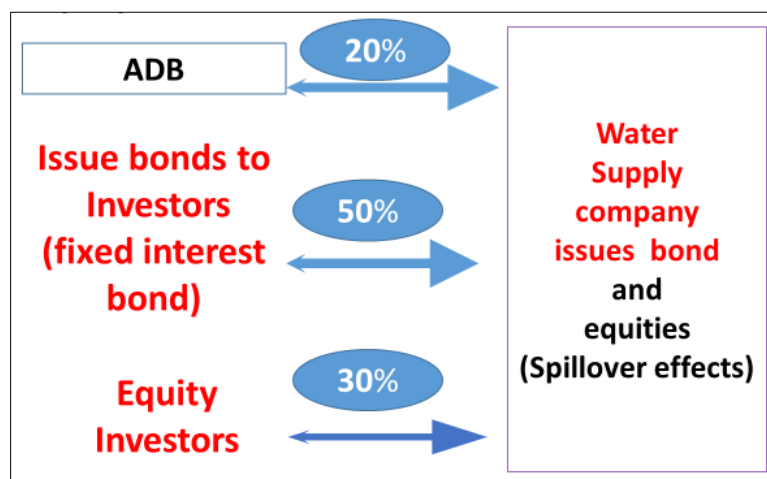 ADB
20%
Issue bonds to
Investors
(fixed interest
bond)
50%
Equity
Investors
30%
Water
Supply
company
issues bond
and
equities
(Spillover effects)